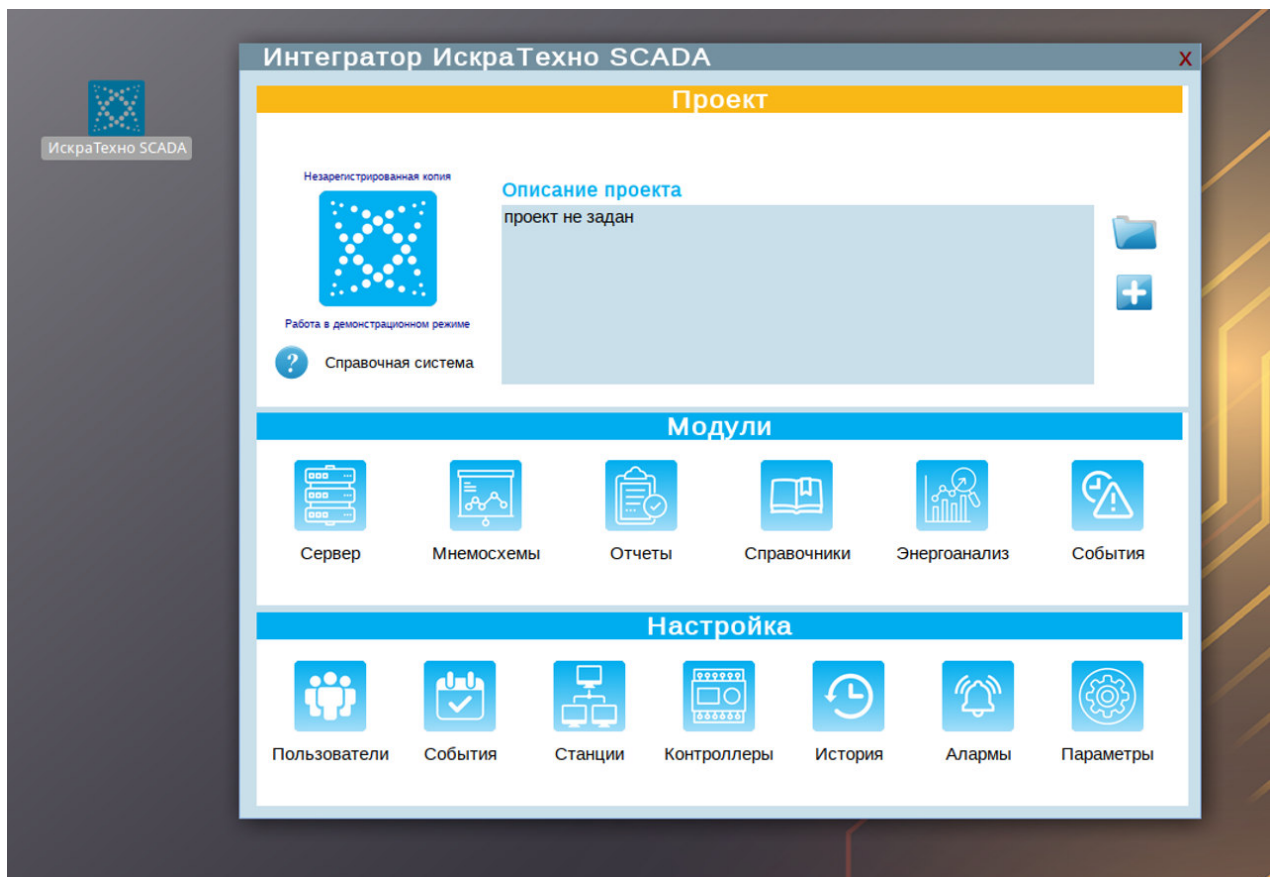 Интегратор ИскраТехно SCADA
X
Проект
ИскраТехно SCADA
Незарегистрированная копия
Описание проекта
проект не задан
Работа в демонстрационном режиме
? Справочная система
Модули
Сервер Мнемосхемы Отчеты Справочники Энергоанализ События
Настройка
Пользователи События Станции Контроллеры История Алармы Параметры